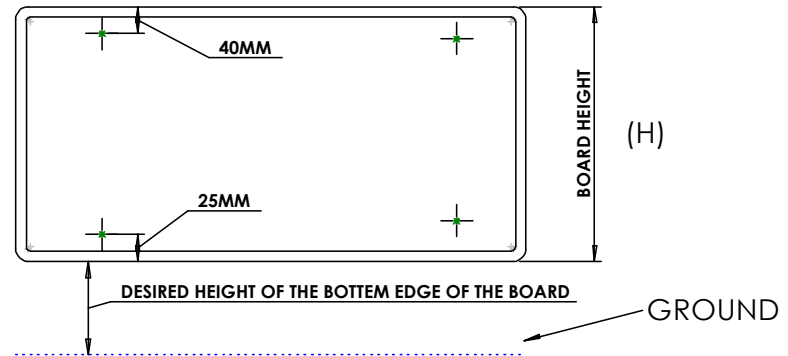 40MM
BOARD HEIGHT
(H)
25MM
DESIRED HEIGHT OF THE BOTTEM EDGE OF THE BOARD
GROUND